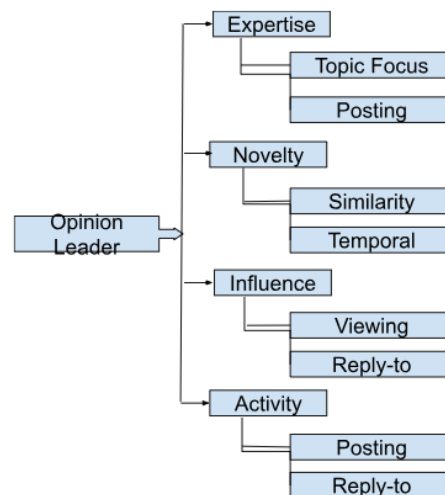 Expertise
Topic Focus
Posting
Novelty
Similarity
Temporal
Opinion
Leader
Influence
Viewing
Reply-to
Activity
Posting
Reply-to